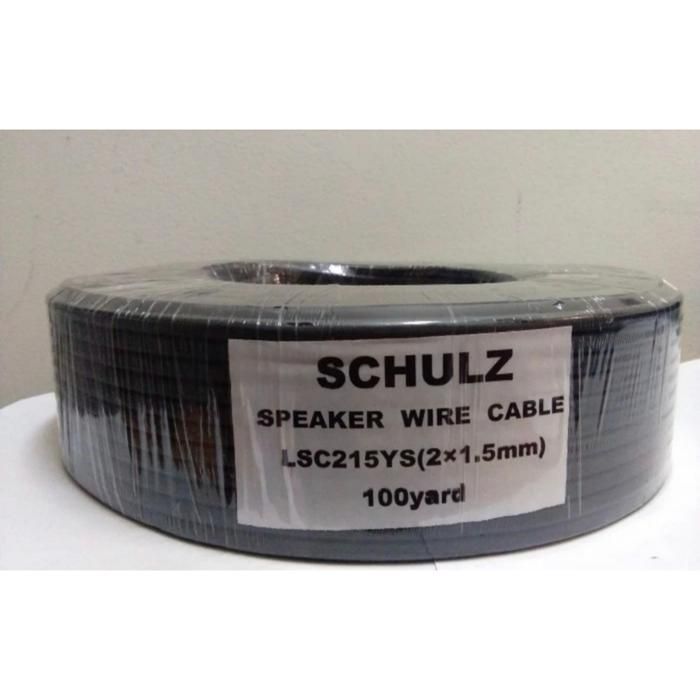 SCHULZ
SPEAKER WIRE CABLE
LSC215YS(2×1.5mm)
100yard